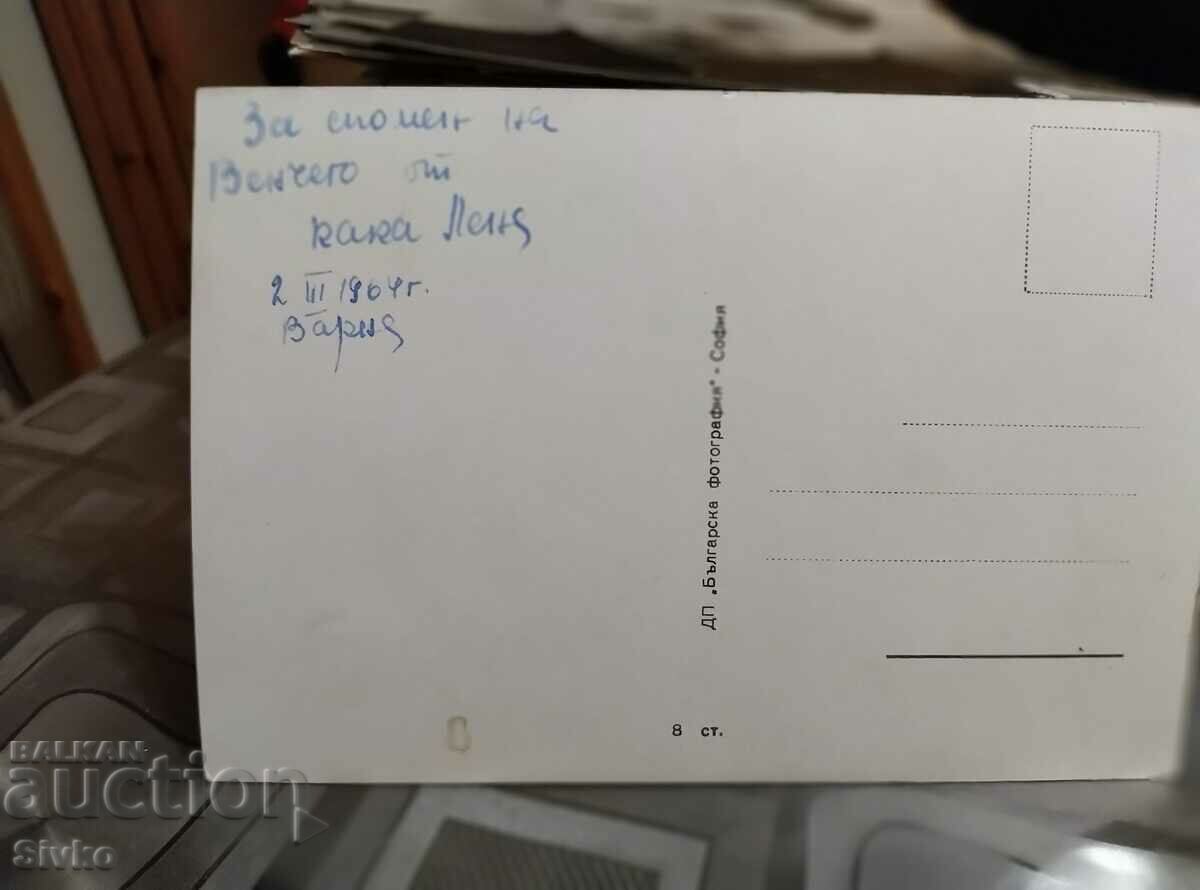 За спомен на
Венчето от
кака Лена
2 III 1964 г.
Варна
ДП „Българска фотография" - София
8 ст.
BALKAN
auction
Sivko